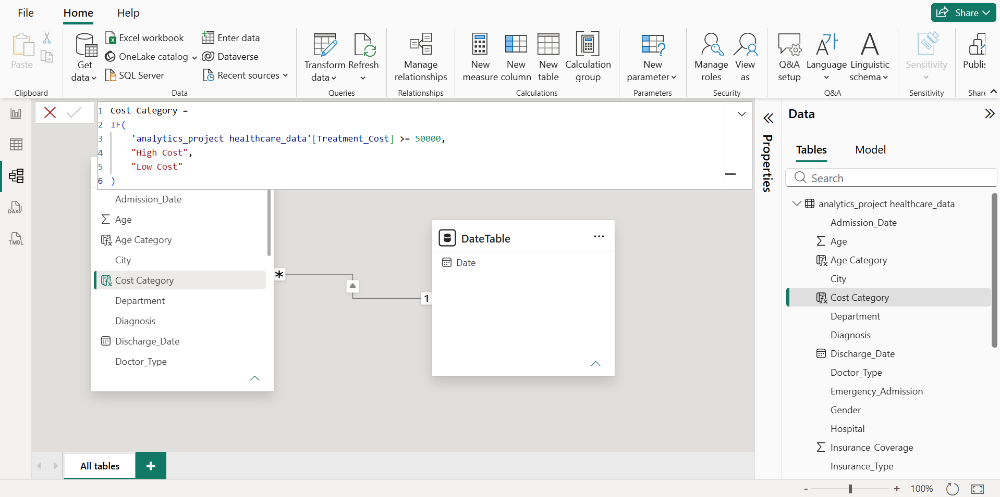 File Home Help Share
Paste
Clipboard
Get data
Excel workbook
OneLake catalog
SQL Server
Enter data
Dataverse
Recent sources
Data
Transform data
Refresh
Queries
Manage relationships
Relationships
New measure
New column
New table
Calculation group
Calculations
New parameter
Parameters
Manage roles
View as
Security
Q&A setup
Language
Linguistic schema
Q&A
Sensitivity
Sensitivity
Publis
Share
1 Cost Category =
2 IF(
3 'analytics_project healthcare_data'[Treatment_Cost] >= 50000,
4 "High Cost",
5 "Low Cost"
6 )
Admission_Date
Age
Age Category
City
Cost Category
Department
Diagnosis
Discharge_Date
Doctor_Type
* 1
DateTable
Date
DAX
TMDL
All tables
Properties
Data
Tables Model
Search
analytics_project healthcare_data
Admission_Date
Age
Age Category
City
Cost Category
Department
Diagnosis
Discharge_Date
Doctor_Type
Emergency_Admission
Gender
Hospital
Insurance_Coverage
Insurance_Type
- + 100%